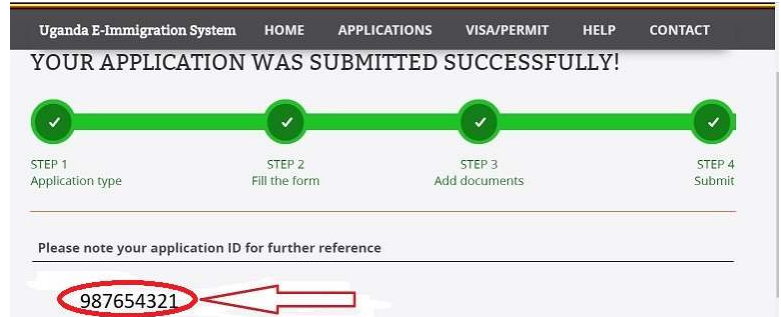 Uganda E-Immigration System HOME APPLICATIONS VISA/PERMIT HELP CONTACT
YOUR APPLICATION WAS SUBMITTED SUCCESSFULLY!
STEP 1 STEP 2 STEP 3 STEP 4
Application type Fill the form Add documents Submit
Please note your application ID for further reference
987654321